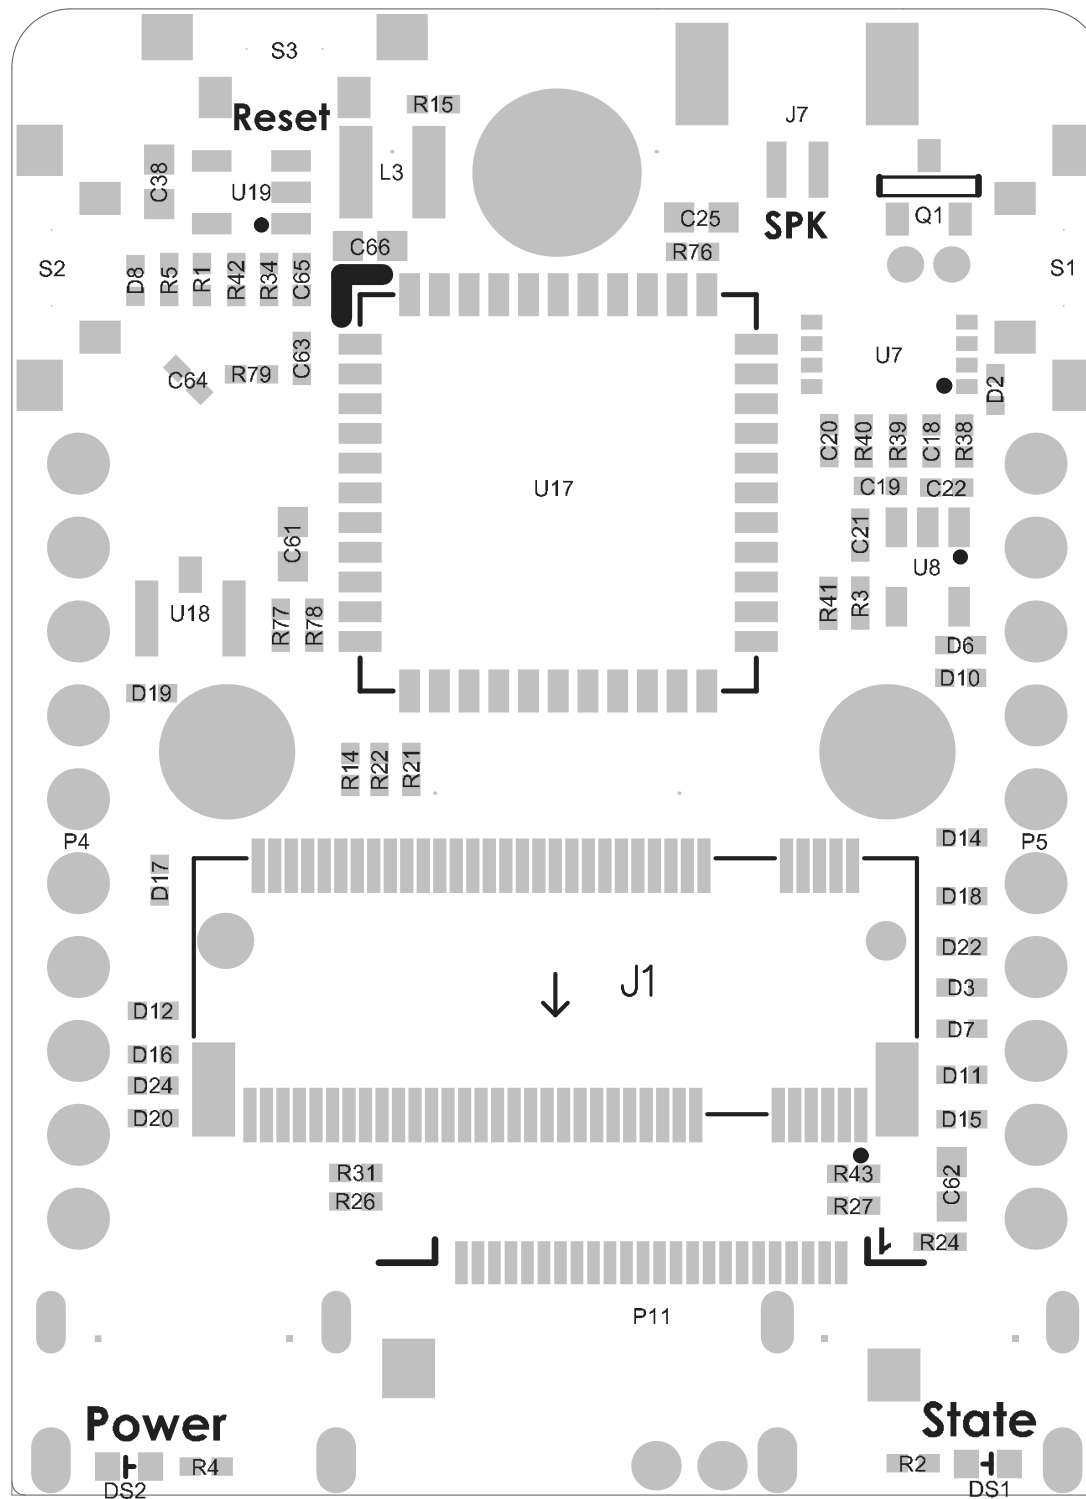 S3
R15
Reset
J7
C38
U19
L3
C25
SPK
Q1
C66
R76
S2
D8
R5
R1
R42
R34
C65
S1
C63
U7
C64
R79
D2
C20
R40
R39
C18
R38
U17
C19
C22
C61
C21
U8
U18
R77
R78
R41
R3
D6
D19
D10
R14
R22
R21
P4
D14
P5
D17
D18
D22
J1
D3
D12
D7
D16
D11
D24
D20
D15
R31
R43
C62
R26
R27
1
R24
P11
Power
State
R4
R2
DS2
DS1